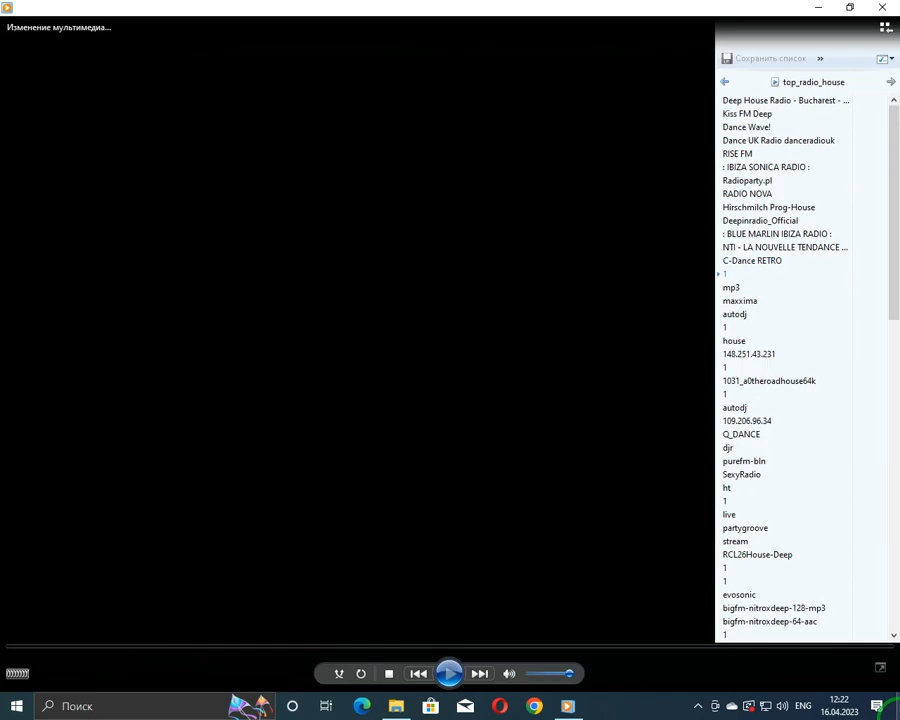 Изменение мультимедиа...
Сохранить список »
top_radio_house
Deep House Radio - Bucharest - ...
Kiss FM Deep
Dance Wave!
Dance UK Radio danceradiouk
RISE FM
: IBIZA SONICA RADIO :
Radioparty.pl
RADIO NOVA
Hirschmilch Prog-House
Deepinradio_Official
: BLUE MARLIN IBIZA RADIO :
NTI - LA NOUVELLE TENDANCE ...
C-Dance RETRO
1
mp3
maxxima
autodj
1
house
148.251.43.231
1
1031_a0theroadhouse64k
1
autodj
109.206.96.34
Q_DANCE
djr
purefm-bln
SexyRadio
ht
1
live
partygroove
stream
RCL26House-Deep
1
1
evosonic
bigfm-nitroxdeep-128-mp3
bigfm-nitroxdeep-64-aac
1
Поиск
ENG
12:22
16.04.2023